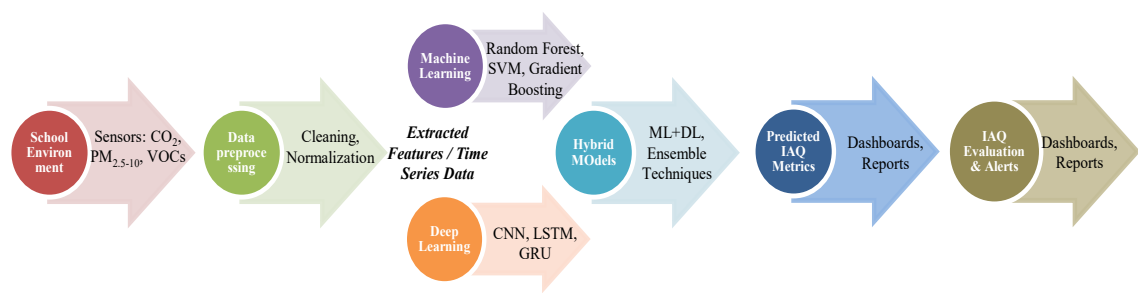 School
Environ
ment
Sensors: CO₂,
PM₂.₅₋₁₀, VOCs
Data
preproce
ssing
Cleaning,
Normalization
Machine
Learning
Random Forest,
SVM, Gradient
Boosting
Extracted
Features / Time
Series Data
Deep
Learning
CNN, LSTM,
GRU
Hybrid
MOdels
ML+DL,
Ensemble
Techniques
Predicted
IAQ
Metrics
Dashboards,
Reports
IAQ
Evaluation
& Alerts
Dashboards,
Reports